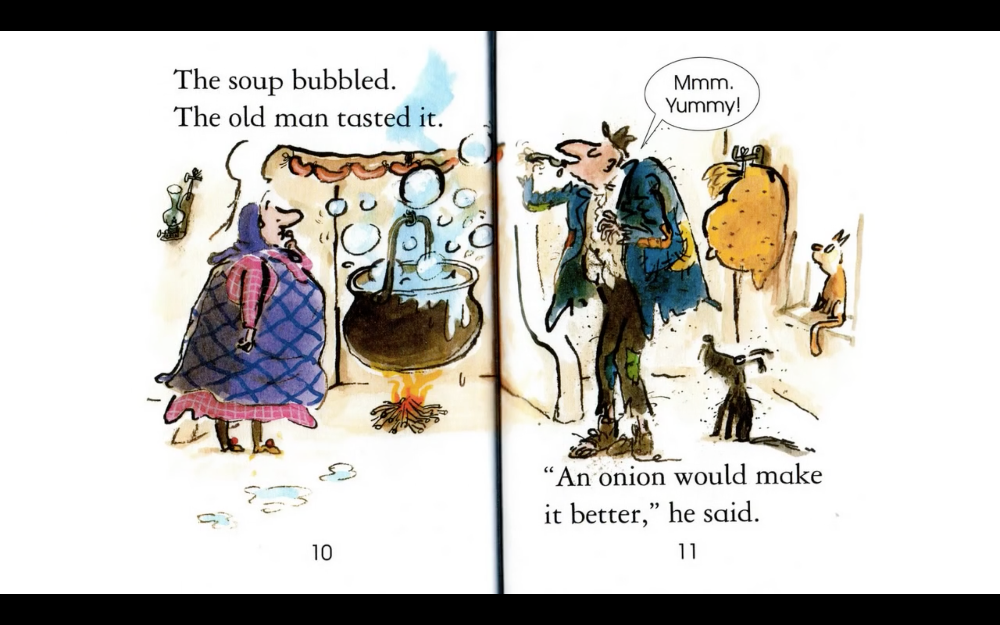 The soup bubbled.
The old man tasted it.
10
Mmm.
Yummy!
“An onion would make
it better,” he said.
11